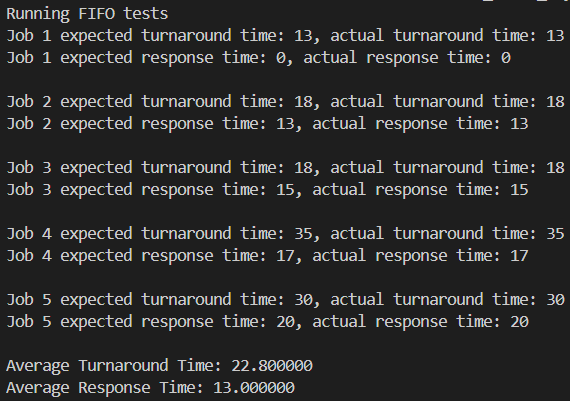 Running FIFO tests
Job 1 expected turnaround time: 13, actual turnaround time: 13
Job 1 expected response time: 0, actual response time: 0
Job 2 expected turnaround time: 18, actual turnaround time: 18
Job 2 expected response time: 13, actual response time: 13
Job 3 expected turnaround time: 18, actual turnaround time: 18
Job 3 expected response time: 15, actual response time: 15
Job 4 expected turnaround time: 35, actual turnaround time: 35
Job 4 expected response time: 17, actual response time: 17
Job 5 expected turnaround time: 30, actual turnaround time: 30
Job 5 expected response time: 20, actual response time: 20
Average Turnaround Time: 22.800000
Average Response Time: 13.000000